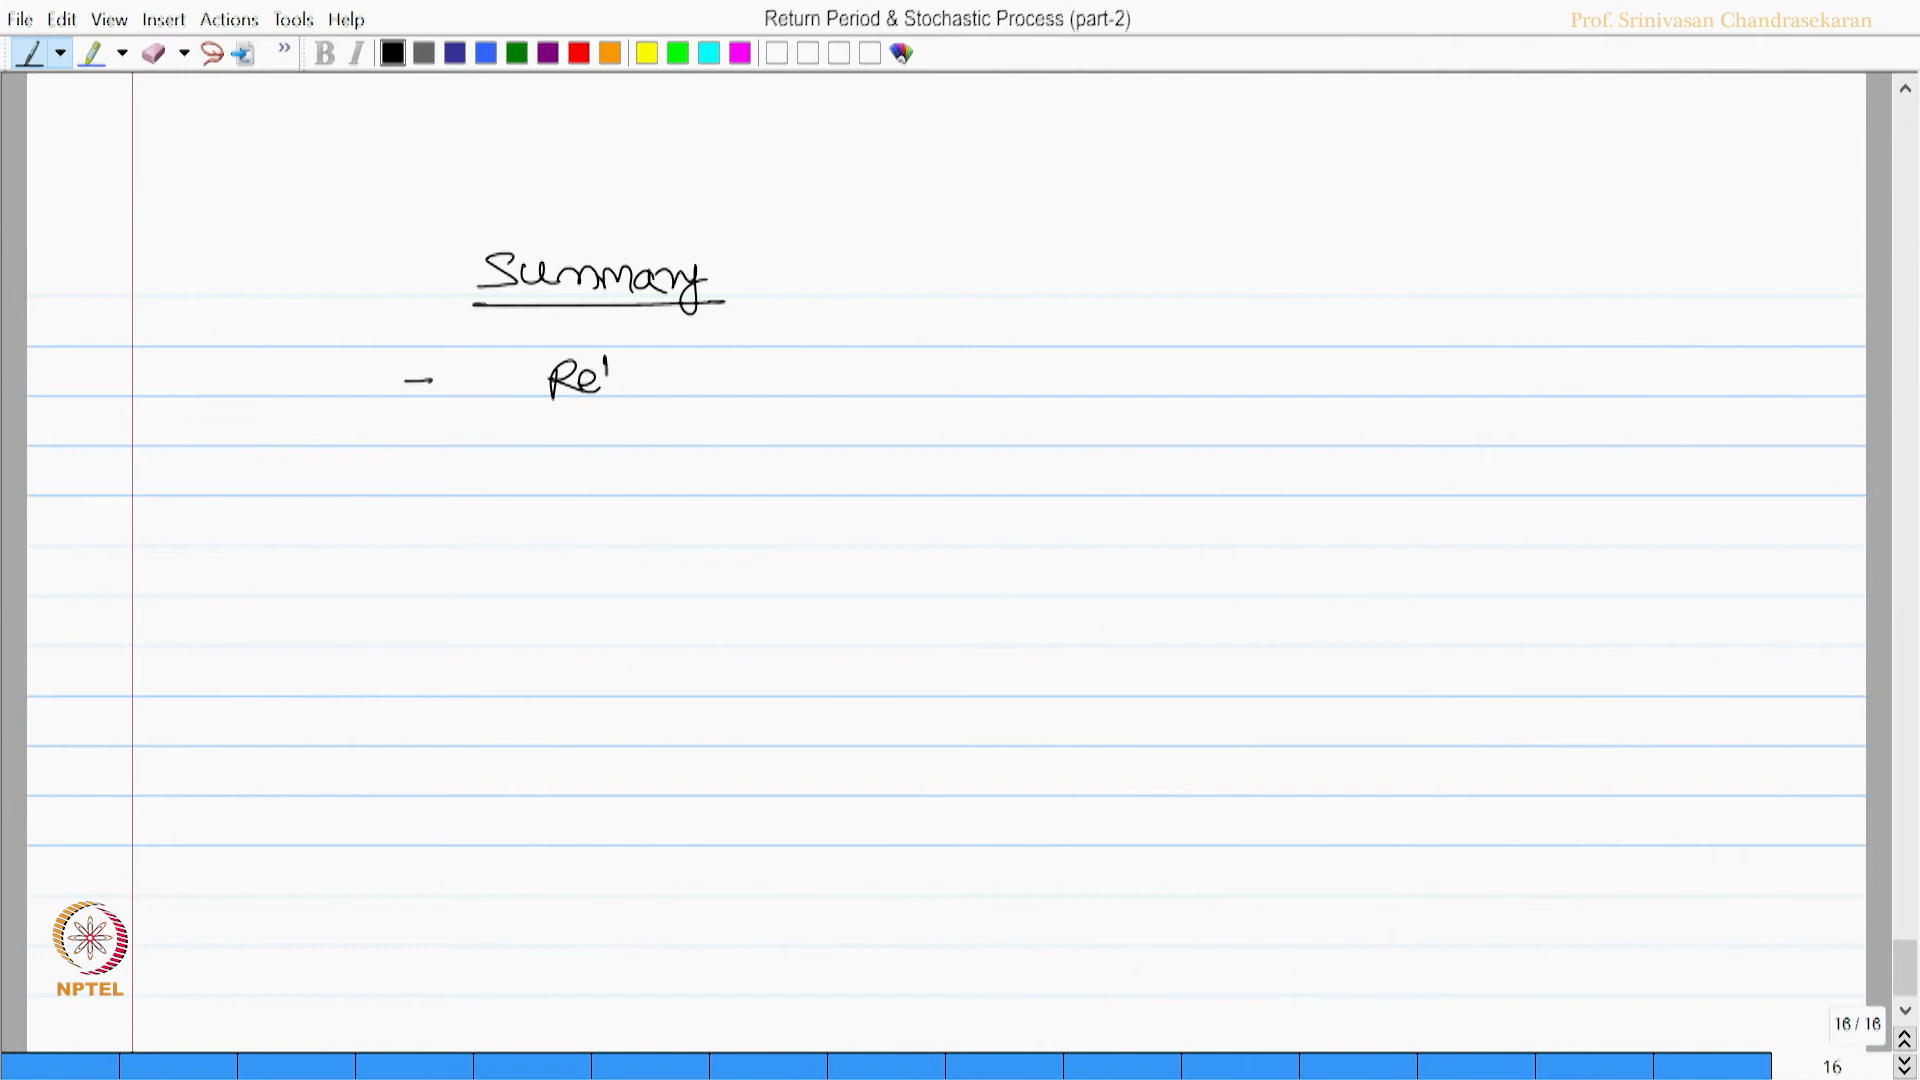 File Edit View Insert Actions Tools Help
Return Period & Stochastic Process (part-2)
Prof. Srinivasan Chandrasekaran
B I
Summary
- Re
NPTEL
16 / 16
16